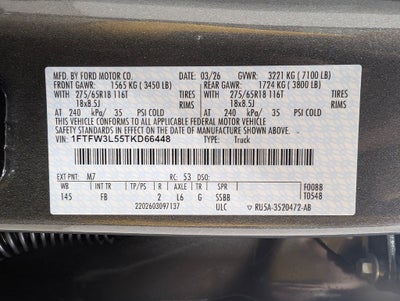 MFD. BY FORD MOTOR CO. 03/26 GVWR: 3221 KG ( 7100 LB)
FRONT GAWR: 1565 KG ( 3450 LB) REAR GAWR: 1724 KG ( 3800 LB)
WITH 275/65R18 116T TIRES WITH 275/65R18 116T TIRES
18x8.5J RIMS 18x8.5J RIMS
AT 240 kPa/ 35 PSI COLD AT 240 kPa/ 35 PSI COLD
THIS VEHICLE CONFORMS TO ALL APPLICABLE FEDERAL MOTOR VEHICLE SAFETY AND BUMPER STANDARDS IN EFFECT ON THE DATE OF MANUFACTURE SHOWN ABOVE.
VIN: 1FTFW3L55TKD66448 TYPE: Truck
EXT PNT: M7 RC: 53 DSO:
WB INT TR TP/PS R AXLE TR SPR F0088
145 FB 2 L6 G SSBB T0548
2202603097137 ULC RU5A-3520472-AB